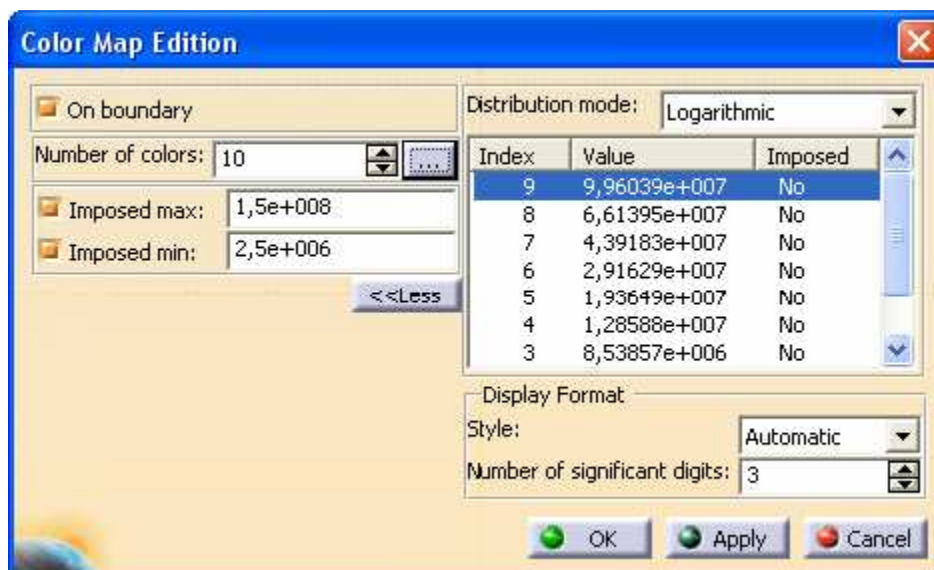 Color Map Edition
On boundary
Number of colors: 10 ...
Imposed max: 1,5e+008
Imposed min: 2,5e+006
<<Less
Distribution mode: Logarithmic
Index Value Imposed
9 9,96039e+007 No
8 6,61395e+007 No
7 4,39183e+007 No
6 2,91629e+007 No
5 1,93649e+007 No
4 1,28588e+007 No
3 8,53857e+006 No
Display Format
Style: Automatic
Number of significant digits: 3
OK Apply Cancel